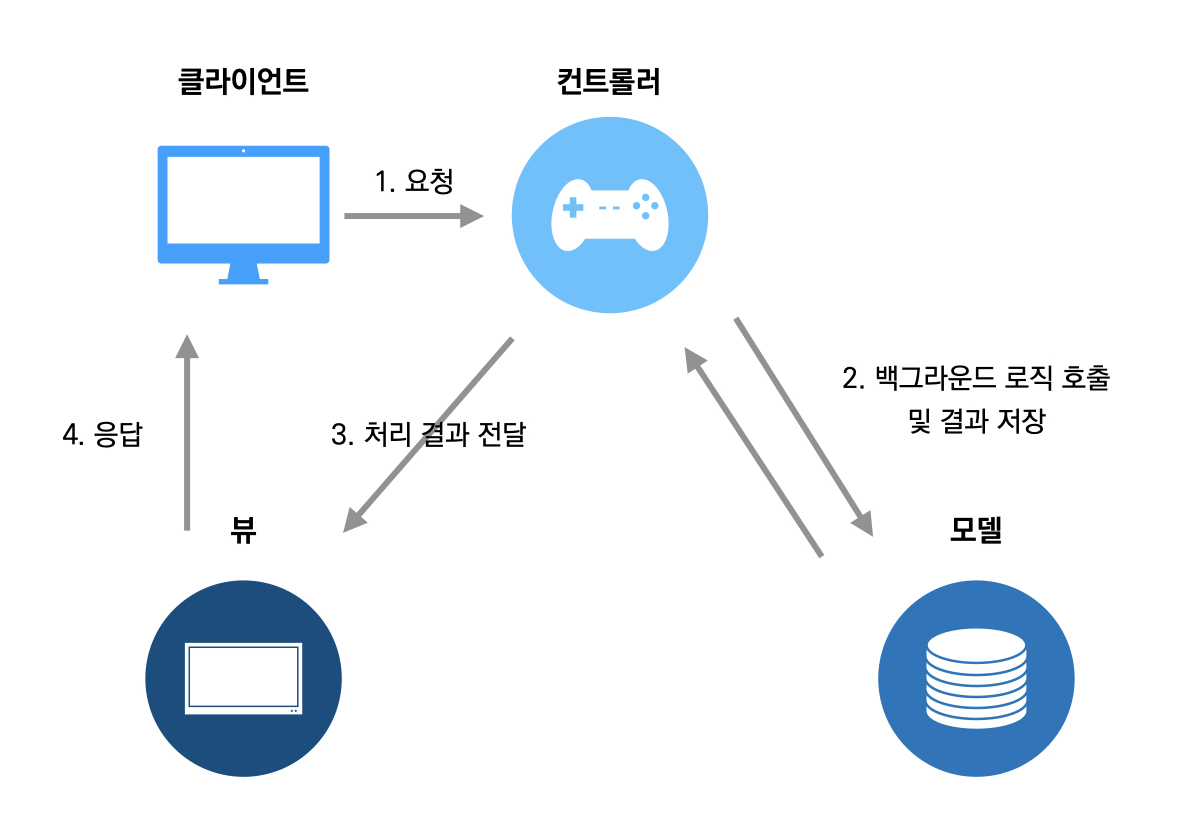 클라이언트
컨트롤러
1. 요청
2. 백그라운드 로직 호출
및 결과 저장
3. 처리 결과 전달
4. 응답
뷰
모델